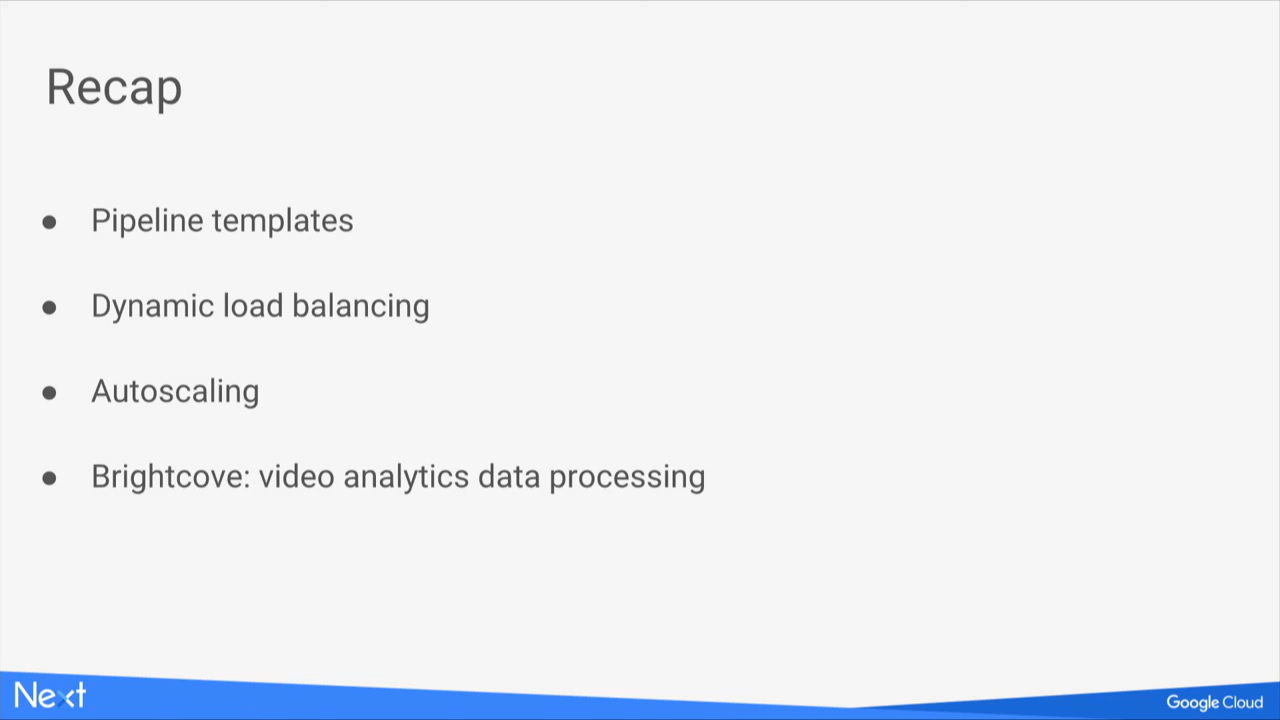 Recap
● Pipeline templates
● Dynamic load balancing
● Autoscaling
● Brightcove: video analytics data processing
Next
Google Cloud